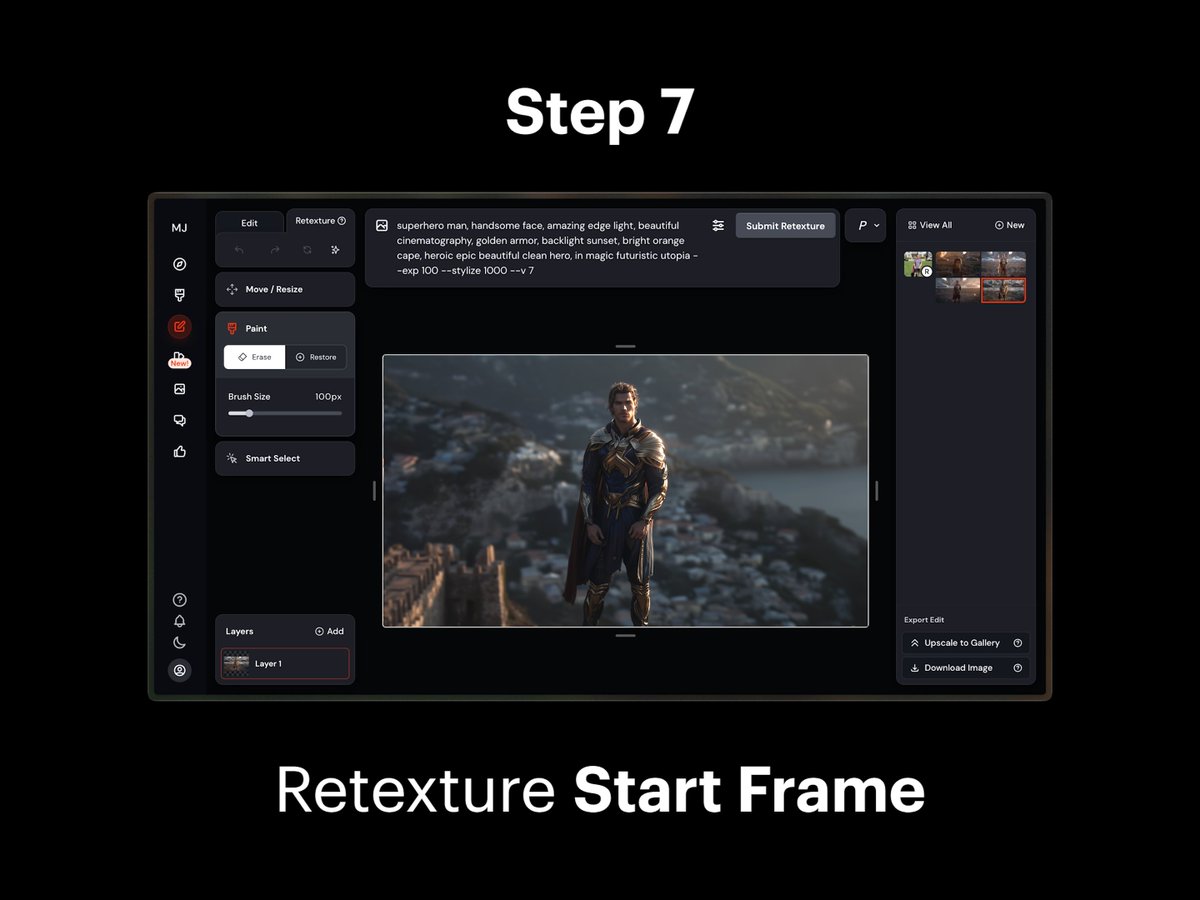 Step 7
MJ
New!
Edit
Retexture
Move / Resize
Paint
Erase
Restore
Brush Size
100px
Smart Select
Layers
Add
Layer 1
superhero man, handsome face, amazing edge light, beautiful
cinematography, golden armor, backlight sunset, bright orange
cape, heroic epic beautiful clean hero, in magic futuristic utopia -
-exp 100 --stylize 1000 --v 7
Submit Retexture
P
View All
New
R
Export Edit
Upscale to Gallery
Download Image
Retexture Start Frame